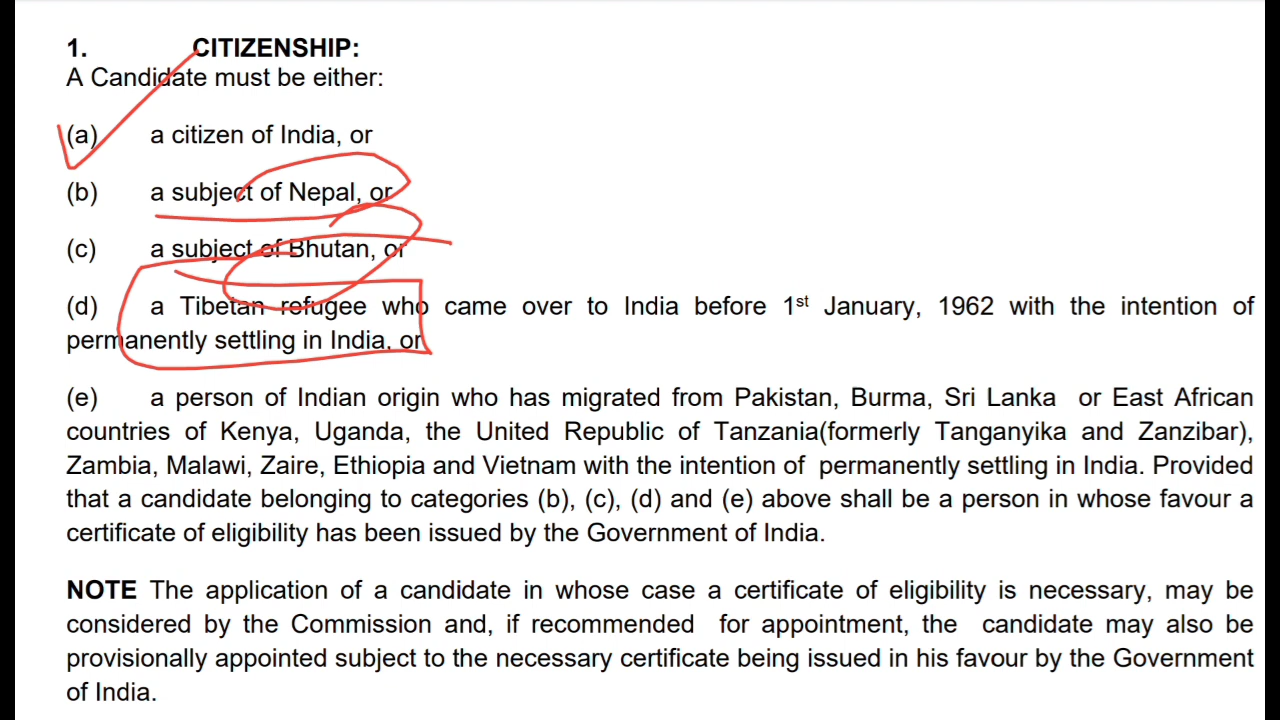 1. CITIZENSHIP:
A Candidate must be either:
(a) a citizen of India, or
(b) a subject of Nepal, or
(c) a subject of Bhutan, or
(d) a Tibetan refugee who came over to India before 1st January, 1962 with the intention of
permanently settling in India, or
(e) a person of Indian origin who has migrated from Pakistan, Burma, Sri Lanka or East African
countries of Kenya, Uganda, the United Republic of Tanzania(formerly Tanganyika and Zanzibar),
Zambia, Malawi, Zaire, Ethiopia and Vietnam with the intention of permanently settling in India. Provided
that a candidate belonging to categories (b), (c), (d) and (e) above shall be a person in whose favour a
certificate of eligibility has been issued by the Government of India.
NOTE The application of a candidate in whose case a certificate of eligibility is necessary, may be
considered by the Commission and, if recommended for appointment, the candidate may also be
provisionally appointed subject to the necessary certificate being issued in his favour by the Government
of India.